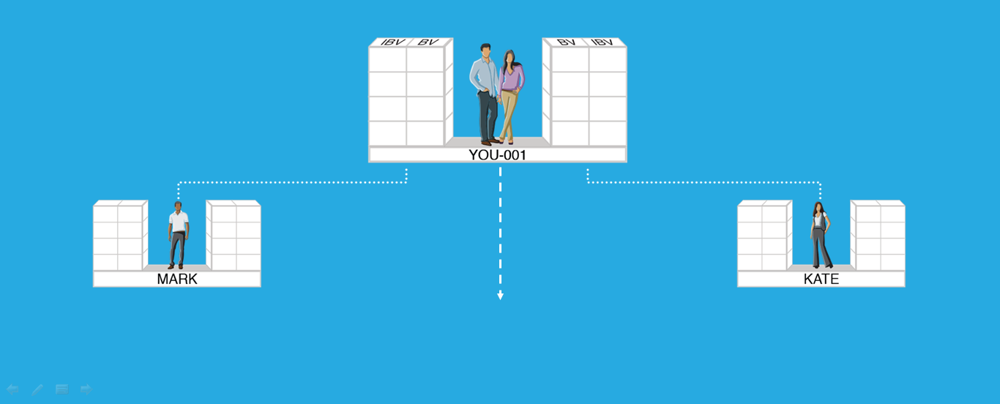 IBV BV BV IBV
YOU-001
MARK
KATE